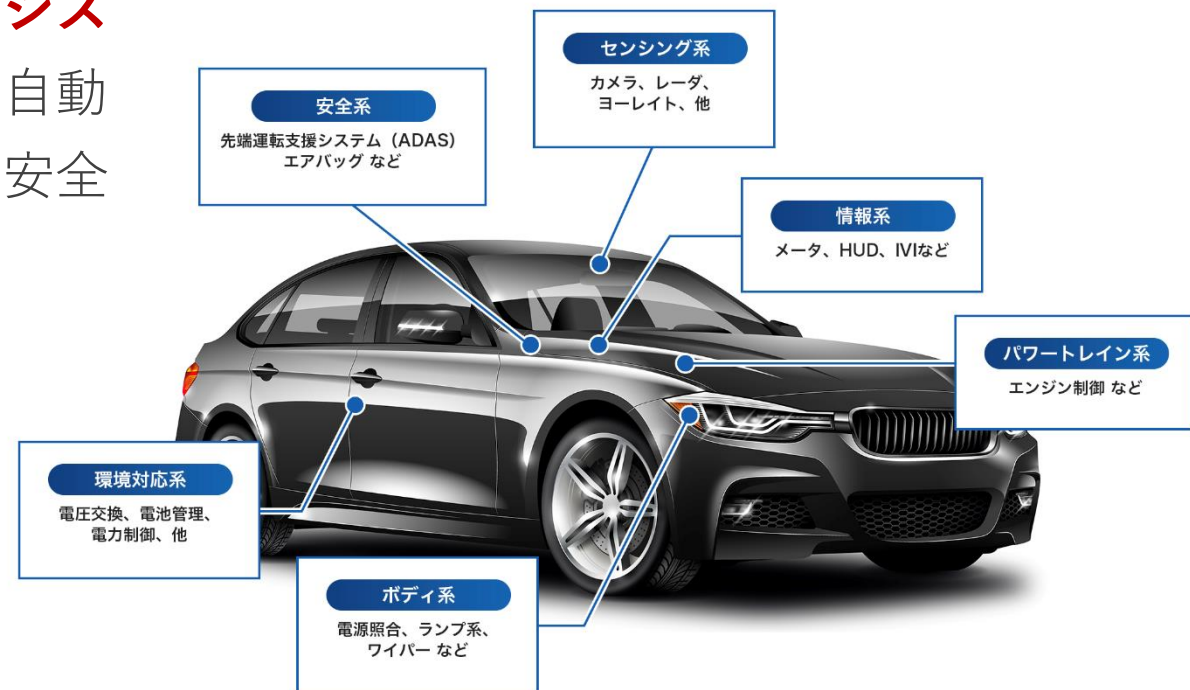 シス
自動
安全
センシング系
カメラ、レーダ、
ヨーレイト、他
安全系
先端運転支援システム（ADAS）
エアバッグ など
情報系
メータ、HUD、IVIなど
パワートレイン系
エンジン制御 など
環境対応系
電圧交換、電池管理、
電力制御、他
ボディ系
電源照合、ランプ系、
ワイパー など